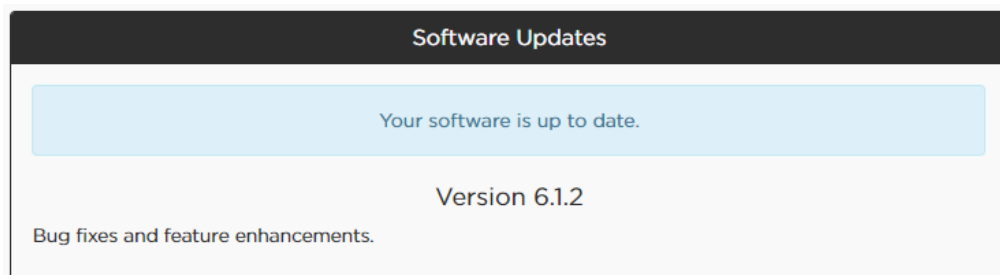 Software Updates
Your software is up to date.
Version 6.1.2
Bug fixes and feature enhancements.